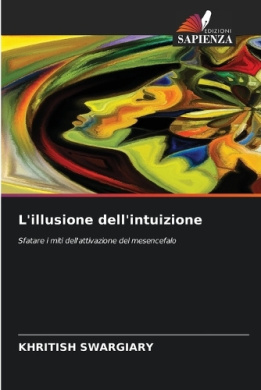 EDIZIONI
SAPIENZA
L'illusione dell'intuizione
Sfatare i miti dell'attivazione del mesencefalo
KHRITISH SWARGIARY